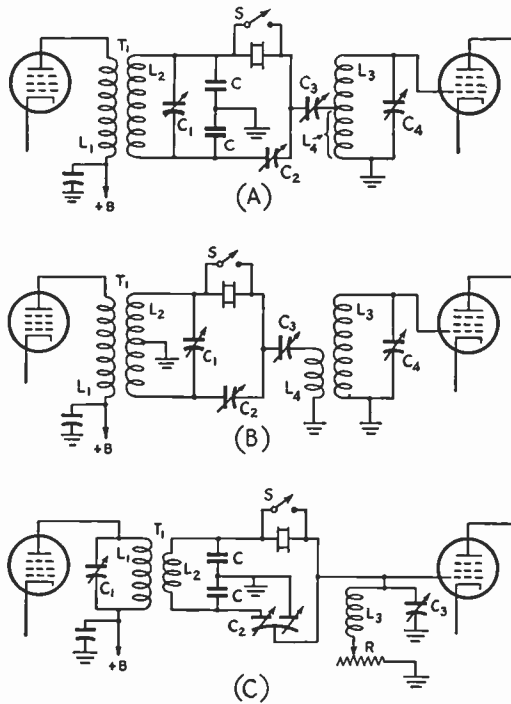 S
T₁
L₂
C
C₃
L₃
C₁
C₄
L₁
C
L₄
C₂
+B
(A)
S
T₁
L₂
C₃
L₃
C₁
C₄
L₁
C₂
L₄
+B
(B)
S
T₁
L₁
C
C₁
L₂
C
C₂
L₃
C₃
R
+B
(C)